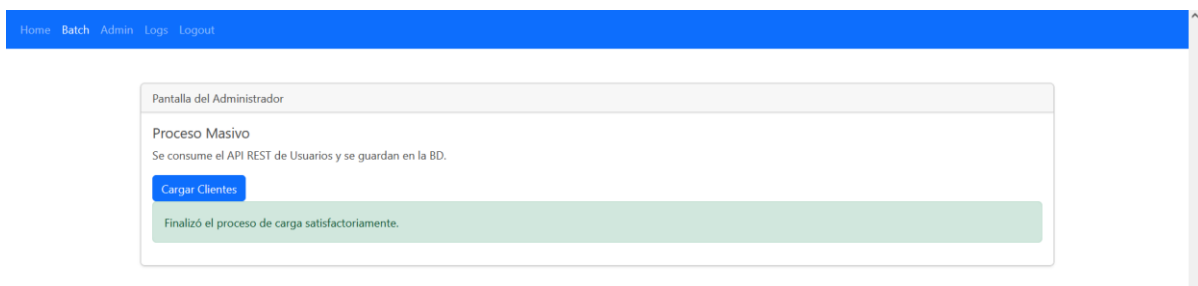 Home Batch Admin Logs Logout
Pantalla del Administrador
Proceso Masivo
Se consume el API REST de Usuarios y se guardan en la BD.
Cargar Clientes
Finalizó el proceso de carga satisfactoriamente.